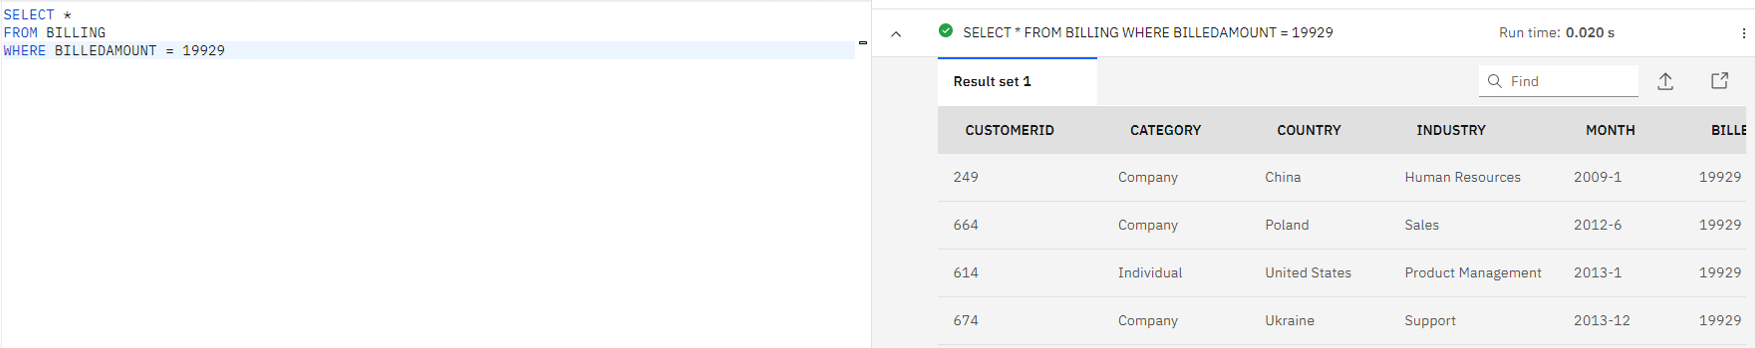 SELECT *
FROM BILLING
WHERE BILLEDAMOUNT = 19929
SELECT * FROM BILLING WHERE BILLEDAMOUNT = 19929 Run time: 0.020 s
Result set 1 Find
CUSTOMERID CATEGORY COUNTRY INDUSTRY MONTH BILLE
249 Company China Human Resources 2009-1 19929
664 Company Poland Sales 2012-6 19929
614 Individual United States Product Management 2013-1 19929
674 Company Ukraine Support 2013-12 19929